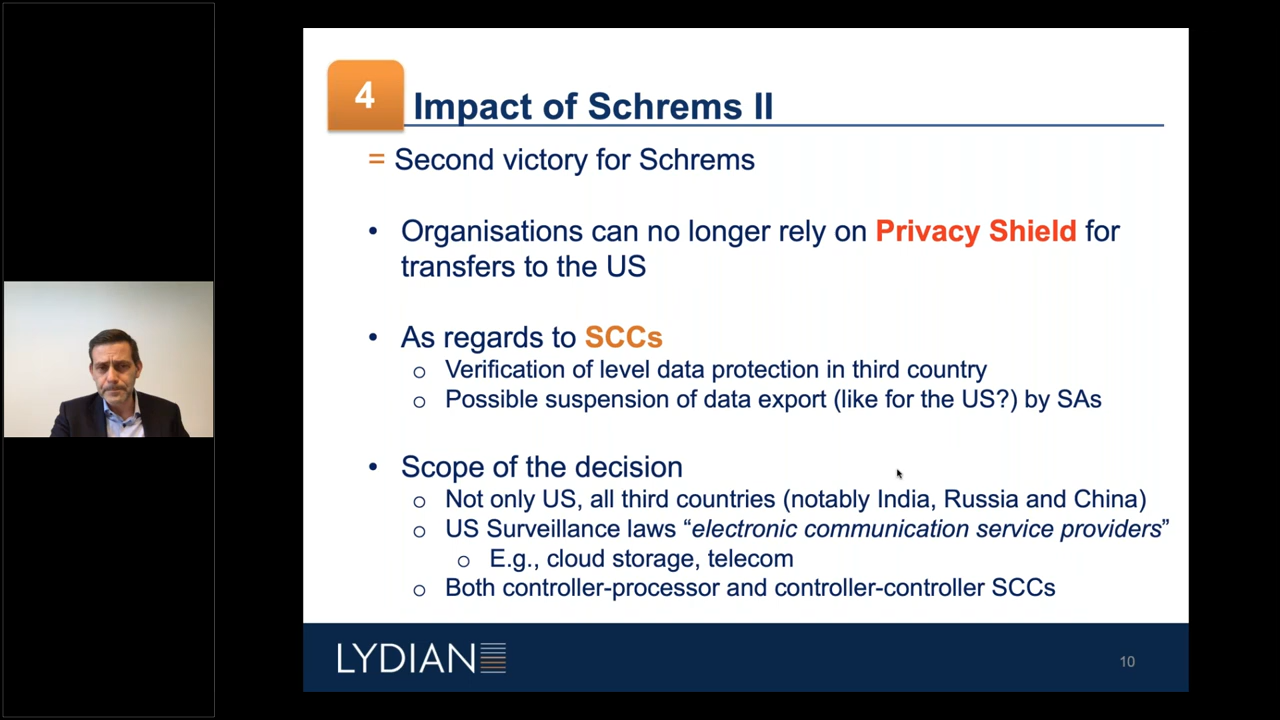 4
Impact of Schrems II
= Second victory for Schrems
• Organisations can no longer rely on Privacy Shield for
transfers to the US
• As regards to SCCs
o Verification of level data protection in third country
o Possible suspension of data export (like for the US?) by SAs
• Scope of the decision
o Not only US, all third countries (notably India, Russia and China)
o US Surveillance laws “electronic communication service providers”
o E.g., cloud storage, telecom
o Both controller-processor and controller-controller SCCs
LYDIAN
10